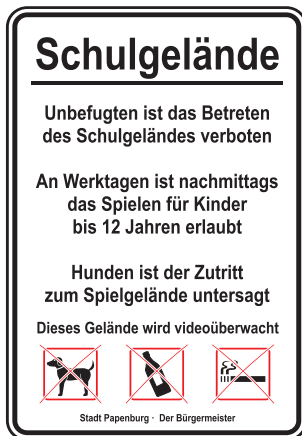 Schulgelände
Unbefugten ist das Betreten
des Schulgeländes verboten
An Werktagen ist nachmittags
das Spielen für Kinder
bis 12 Jahren erlaubt
Hunden ist der Zutritt
zum Spielgelände untersagt
Dieses Gelände wird videoüberwacht
Stadt Papenburg · Der Bürgermeister